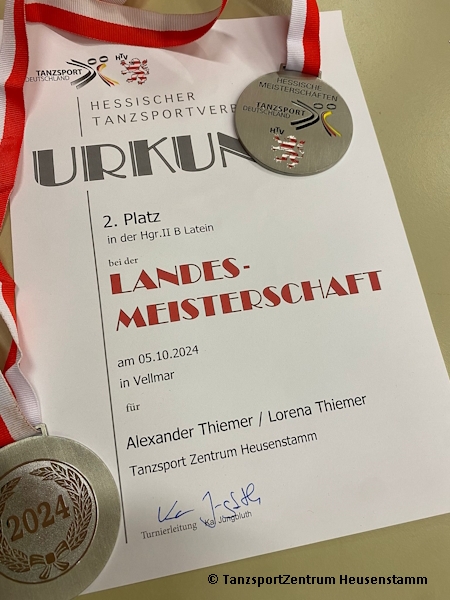 TANZSPORT
DEUTSCHLAND
HTV
HESSISCHER
TANZSPORTVERB
URKUN
HESSISCHE
MEISTERSCHAFTEN
TANZSPORT
DEUTSCHLAND
HTV
2. Platz
in der Hgr.II B Latein
bei der
LANDES-
MEISTERSCHAFT
am 05.10.2024
in Vellmar
für
Alexander Thiemer / Lorena Thiemer
Tanzsport Zentrum Heusenstamm
Turnierleitung Kai Jungbluth
2024
© TanzsportZentrum Heusenstamm